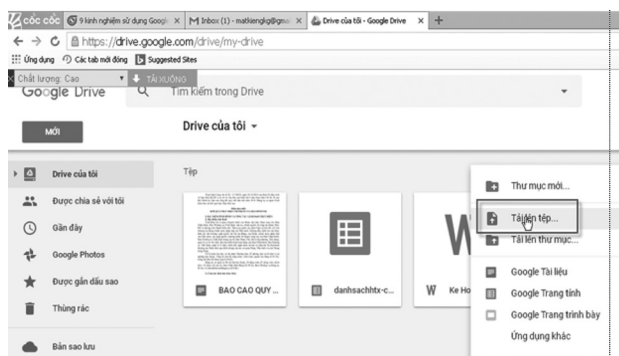 CỐC CỐC
9 kinh nghiệm sử dụng Googl
Inbox (1) - matkiengkg@gmai
Drive của tôi - Google Drive
https://drive.google.com/drive/my-drive
Ứng dụng
Các tab mới đóng
Suggested Sites
Chất lượng: Cao
TẢI XUỐNG
Google Drive
Tìm kiếm trong Drive
MỚI
Drive của tôi
Drive của tôi
Được chia sẻ với tôi
Gần đây
Google Photos
Được gắn dấu sao
Thùng rác
Bản sao lưu
Tệp
BAO CAO QUY ...
danhsachhtx-c...
W
W Ke Ho
Thư mục mới...
Tải lên tệp...
Tải lên thư mục...
Google Tài liệu
Google Trang tính
Google Trang trình bày
Ứng dụng khác